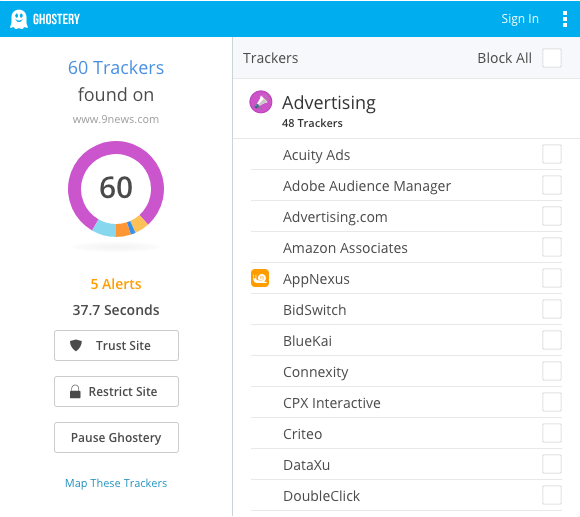 GHOSTERY
Sign In
60 Trackers
found on
www.9news.com
60
5 Alerts
37.7 Seconds
Trust Site
Restrict Site
Pause Ghostery
Map These Trackers
Trackers
Block All
Advertising
48 Trackers
Acuity Ads
Adobe Audience Manager
Advertising.com
Amazon Associates
AppNexus
BidSwitch
BlueKai
Connexity
CPX Interactive
Criteo
DataXu
DoubleClick